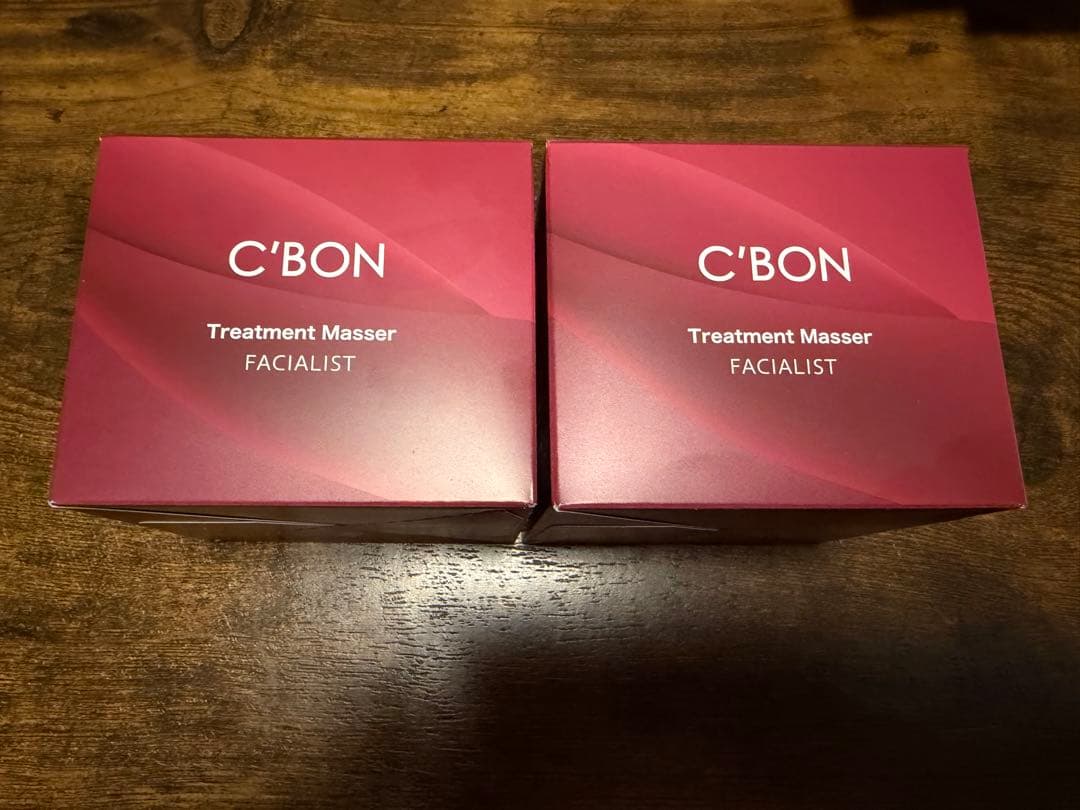 C'BON
Treatment Masser
FACIALIST
C'BON
Treatment Masser
FACIALIST